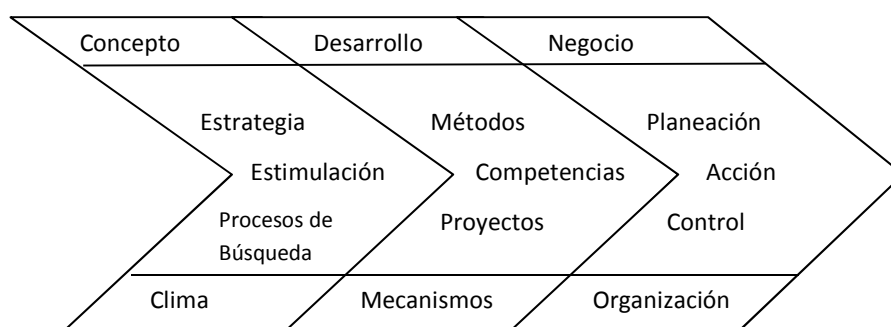 Concepto
Desarrollo
Negocio
Estrategia
Métodos
Planeación
Estimulación
Competencias
Acción
Procesos de
Búsqueda
Proyectos
Control
Clima
Mecanismos
Organización